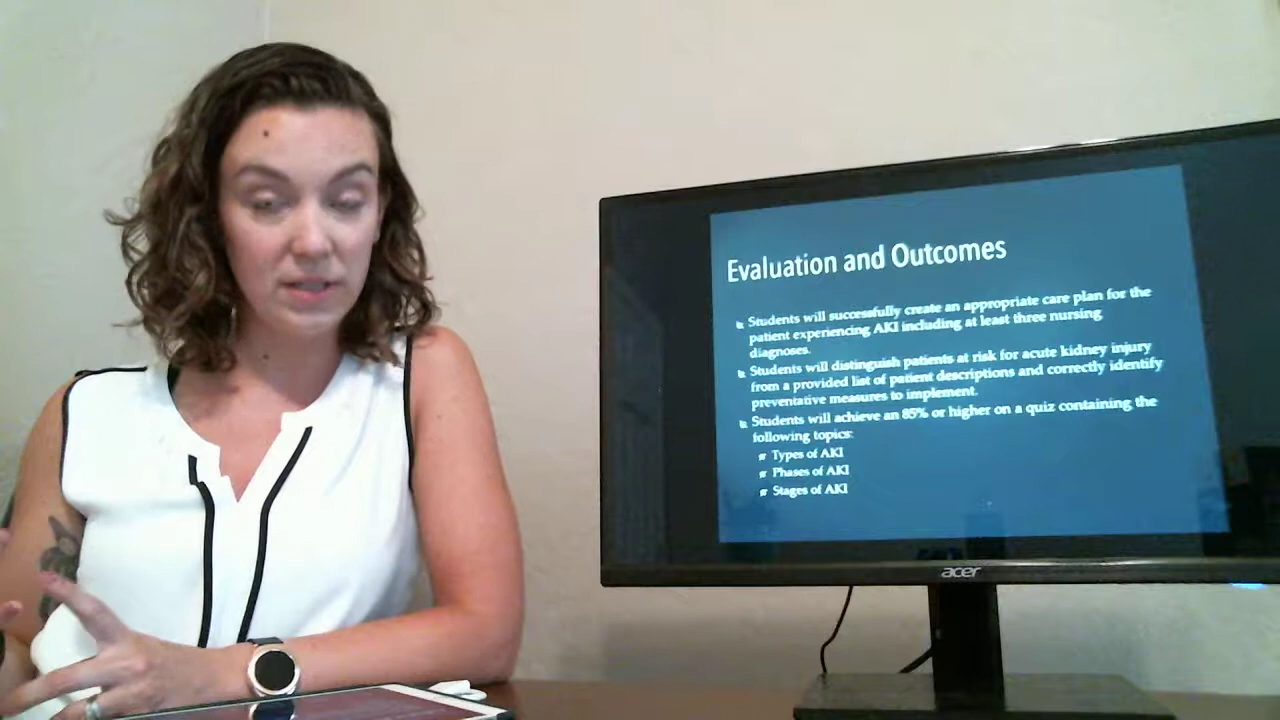 Evaluation and Outcomes
Students will successfully create an appropriate care plan for the
patient experiencing AKI including at least three nursing
diagnoses.
Students will distinguish patients at risk for acute kidney injury
from a provided list of patient descriptions and correctly identify
preventative measures to implement.
Students will achieve an 85% or higher on a quiz containing the
following topics:
Types of AKI
Phases of AKI
Stages of AKI
acer